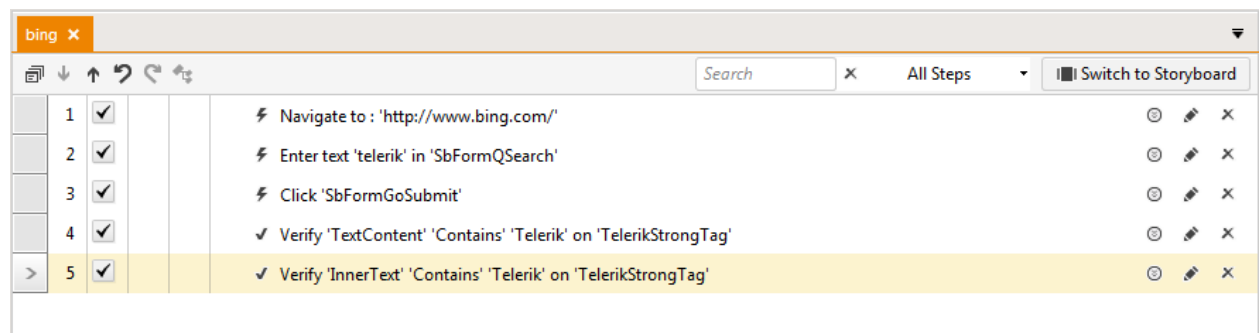 bing
Search All Steps Switch to Storyboard
1 Navigate to : 'http://www.bing.com/'
2 Enter text 'telerik' in 'SbFormQSearch'
3 Click 'SbFormGoSubmit'
4 Verify 'TextContent' 'Contains' 'Telerik' on 'TelerikStrongTag'
5 Verify 'InnerText' 'Contains' 'Telerik' on 'TelerikStrongTag'